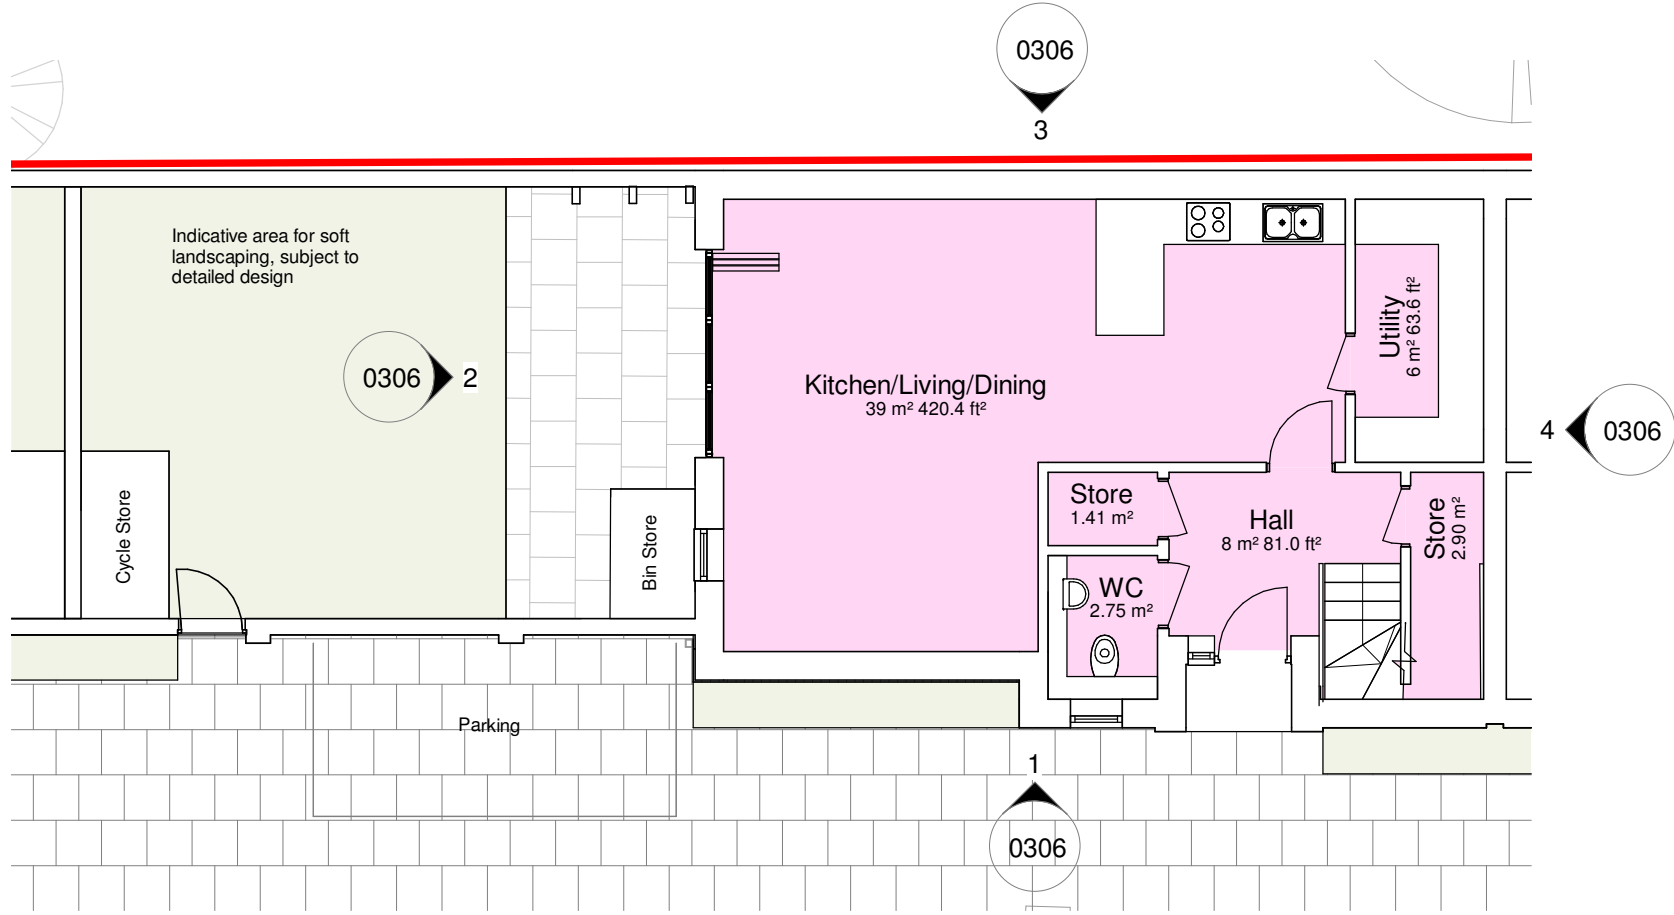 0306
3
Indicative area for soft
landscaping, subject to
detailed design
0306
2
Kitchen/Living/Dining
39 m² 420.4 ft²
Utility
6 m² 63.6 ft²
4
0306
Cycle Store
Bin Store
Store
1.41 m²
Hall
8 m² 81.0 ft²
Store
2.90 m²
WC
2.75 m²
Parking
1
0306